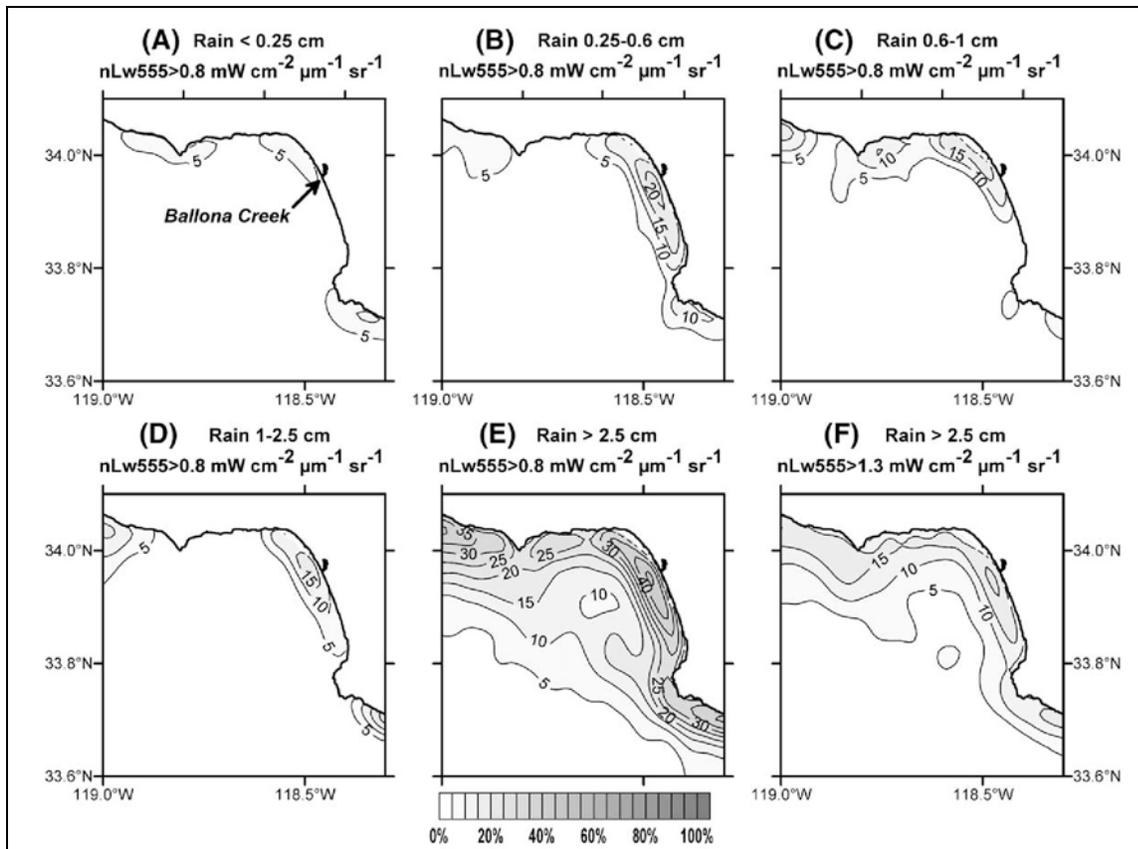 (A) Rain < 0.25 cm
nLw555>0.8 mW cm⁻² µm⁻¹ sr⁻¹
(B) Rain 0.25-0.6 cm
nLw555>0.8 mW cm⁻² µm⁻¹ sr⁻¹
(C) Rain 0.6-1 cm
nLw555>0.8 mW cm⁻² µm⁻¹ sr⁻¹
34.0°N
33.8°N
33.6°N
119.0°W
118.5°W
5
5
Ballona Creek
5
118.5°W
5
5
20
15
10
10
34.0°N
33.8°N
33.6°N
119.0°W
118.5°W
5
10
5
15
10
(D) Rain 1-2.5 cm
nLw555>0.8 mW cm⁻² µm⁻¹ sr⁻¹
(E) Rain > 2.5 cm
nLw555>0.8 mW cm⁻² µm⁻¹ sr⁻¹
(F) Rain > 2.5 cm
nLw555>1.3 mW cm⁻² µm⁻¹ sr⁻¹
34.0°N
33.8°N
33.6°N
119.0°W
118.5°W
5
15
10
5
5
35
30
25
20
15
10
5
25
30
40
10
25
20
30
0% 20% 40% 60% 80% 100%
34.0°N
33.8°N
33.6°N
119.0°W
118.5°W
15
10
5
10